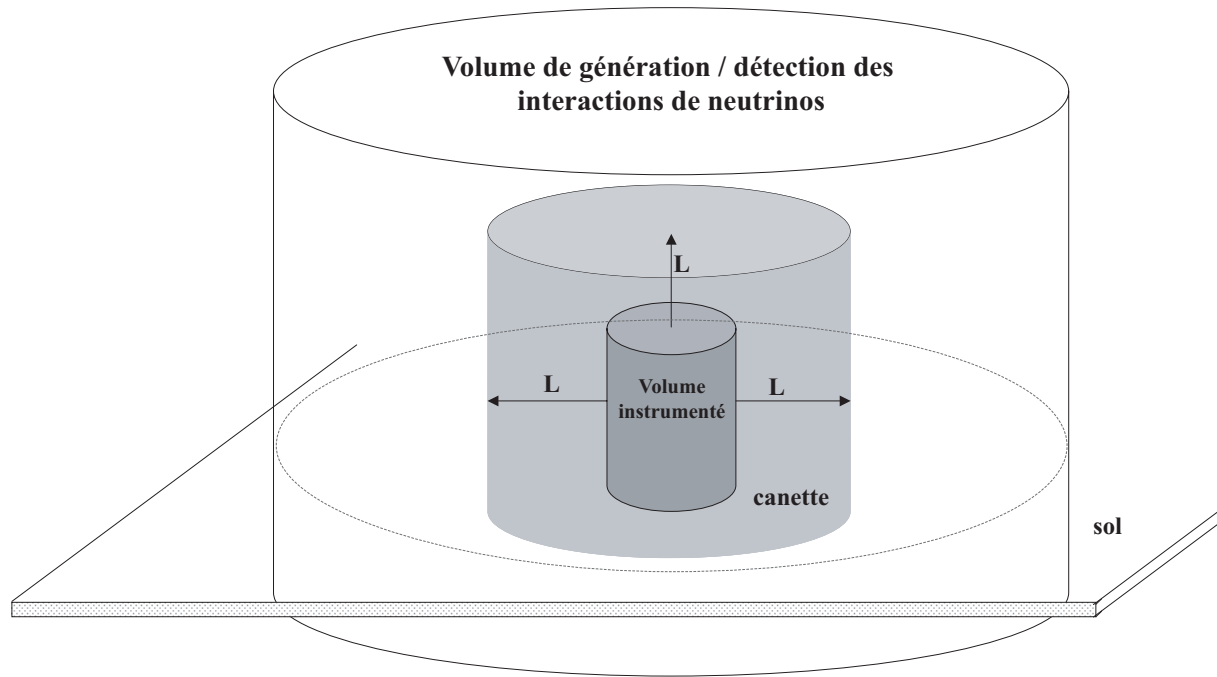 Volume de génération / détection des
interactions de neutrinos
L
L
L
Volume
instrumenté
canette
sol